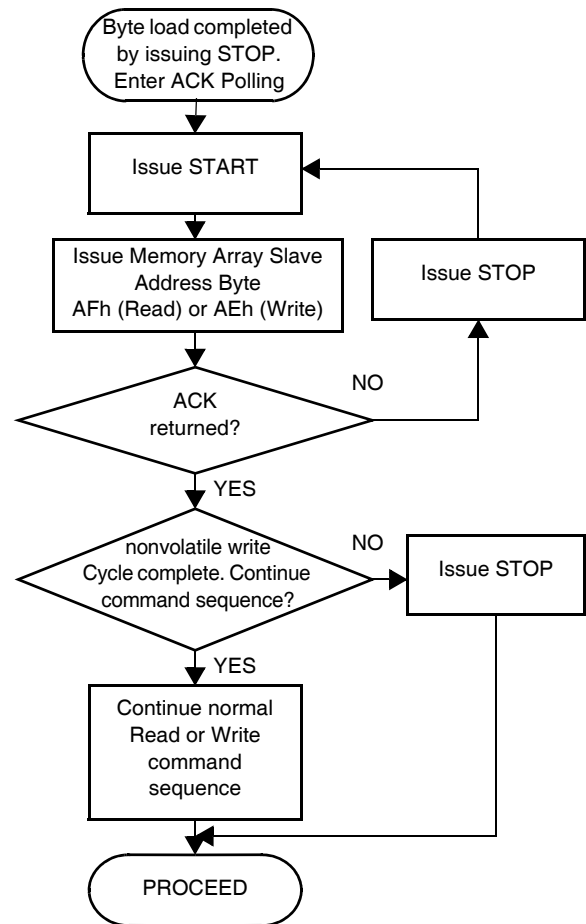 Byte load completed
by issuing STOP.
Enter ACK Polling
Issue START
Issue Memory Array Slave
Address Byte
AFh (Read) or AEh (Write)
Issue STOP
ACK
returned?
NO
YES
nonvolatile write
Cycle complete. Continue
command sequence?
NO
Issue STOP
YES
Continue normal
Read or Write
command
sequence
PROCEED